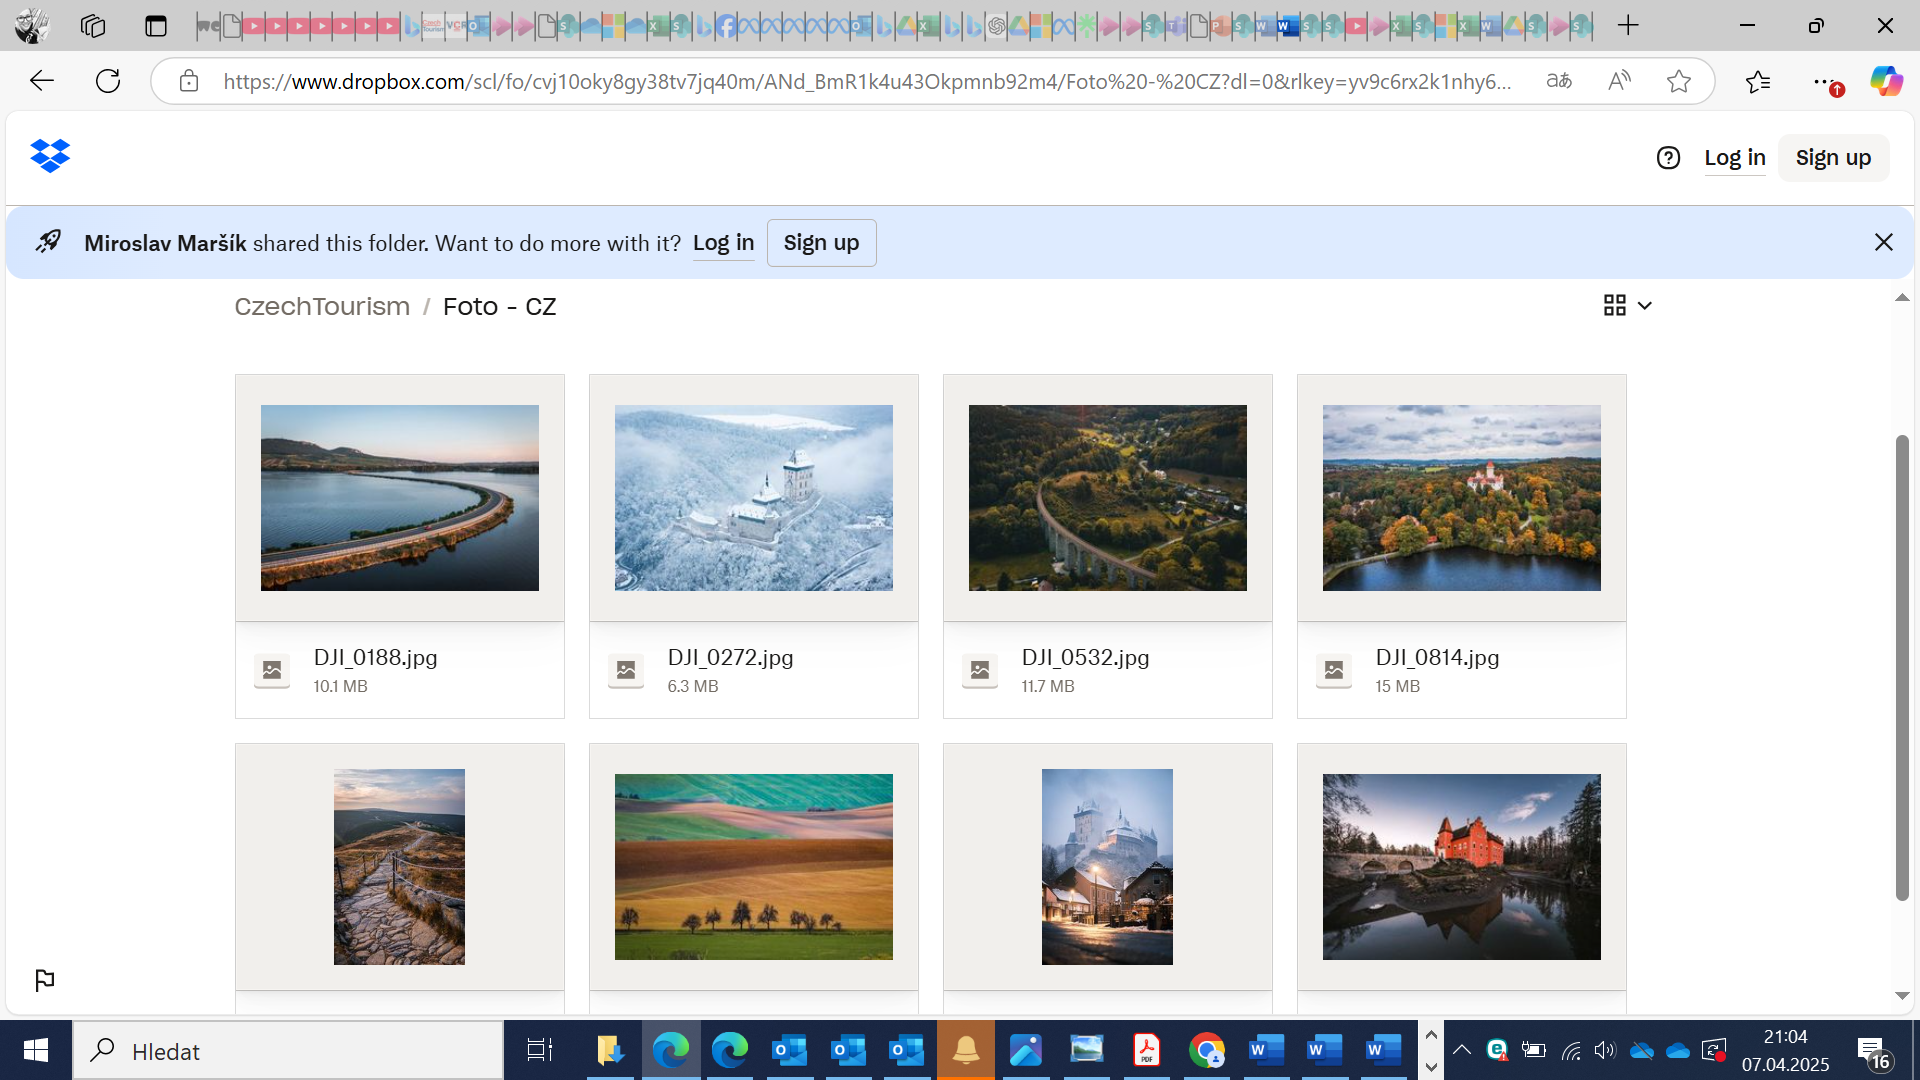 https://www.dropbox.com/scl/fo/cvj10oky8gy38tv7jq40m/ANd_BmR1k4u43Okpmnb92m4/Foto%20-%20CZ?dl=0&rlkey=yv9c6rx2k1nhy6...
Log in
Sign up
Miroslav Maršík shared this folder. Want to do more with it? Log in Sign up
CzechTourism / Foto - CZ
DJI_0188.jpg
10.1 MB
DJI_0272.jpg
6.3 MB
DJI_0532.jpg
11.7 MB
DJI_0814.jpg
15 MB
Hledat
21:04
07.04.2025
16